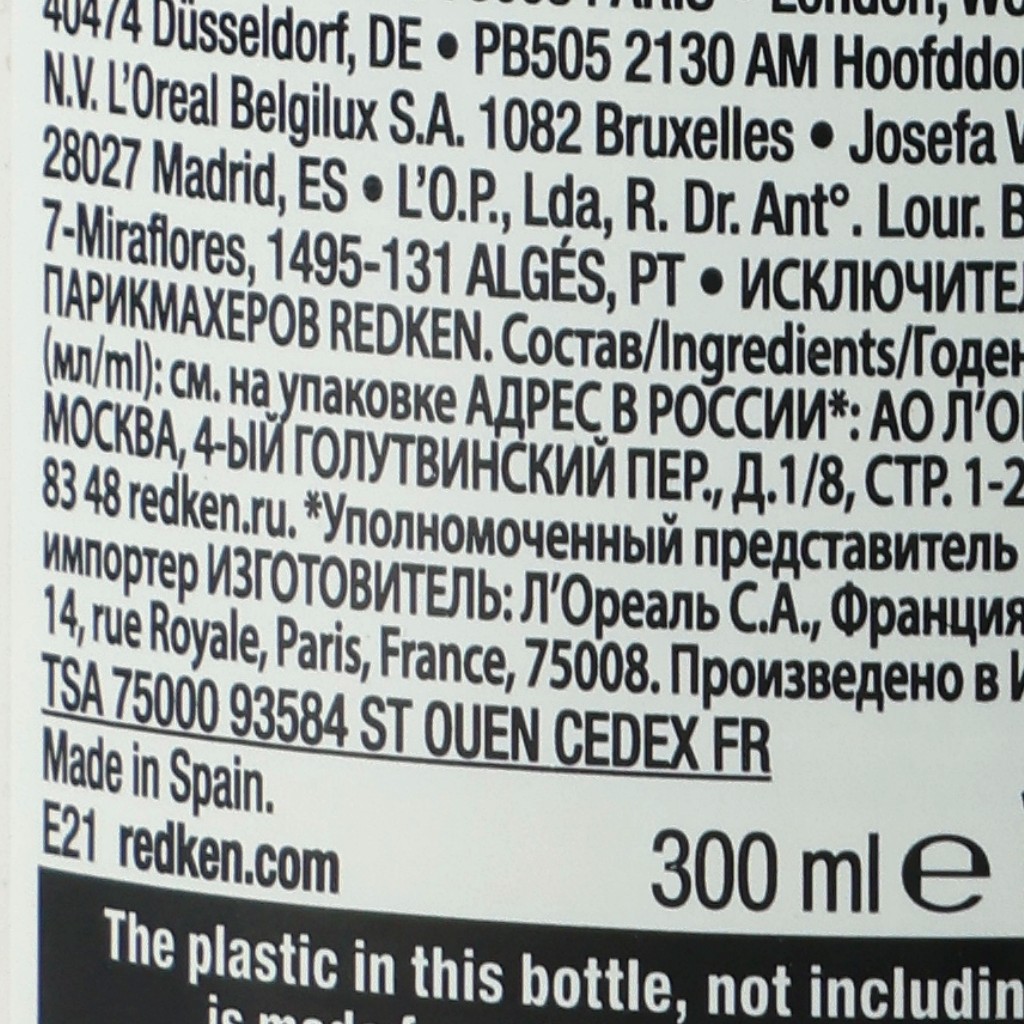 40474 Düsseldorf, DE • PB505 2130 AM
N.V. L'Oreal Belgilux S.A. 1082 Bruxelles • Josefa
28027 Madrid, ES • L'O.P., Lda, R. Dr. Ant°. Lour.
7-Miraflores, 1495-131 ALGÉS, PT •
ПАРИКМАХЕРОВ REDKEN. Состав/Ingredients/
(мл/ml): см. на упаковке АДРЕС В РОССИИ*: АО
МОСКВА, 4-ЫЙ ГОЛУТВИНСКИЙ ПЕР., Д.1/8, СТР. 1-2
83 48 redken.ru. *Уполномоченный представитель
импортер ИЗГОТОВИТЕЛЬ: Л'Ореаль С.А., Франция
14, rue Royale, Paris, France, 75008. Произведено в
TSA 75000 93584 ST OUEN CEDEX FR
Made in Spain.
E21 redken.com
300 ml e
The plastic in this bottle, not
is made